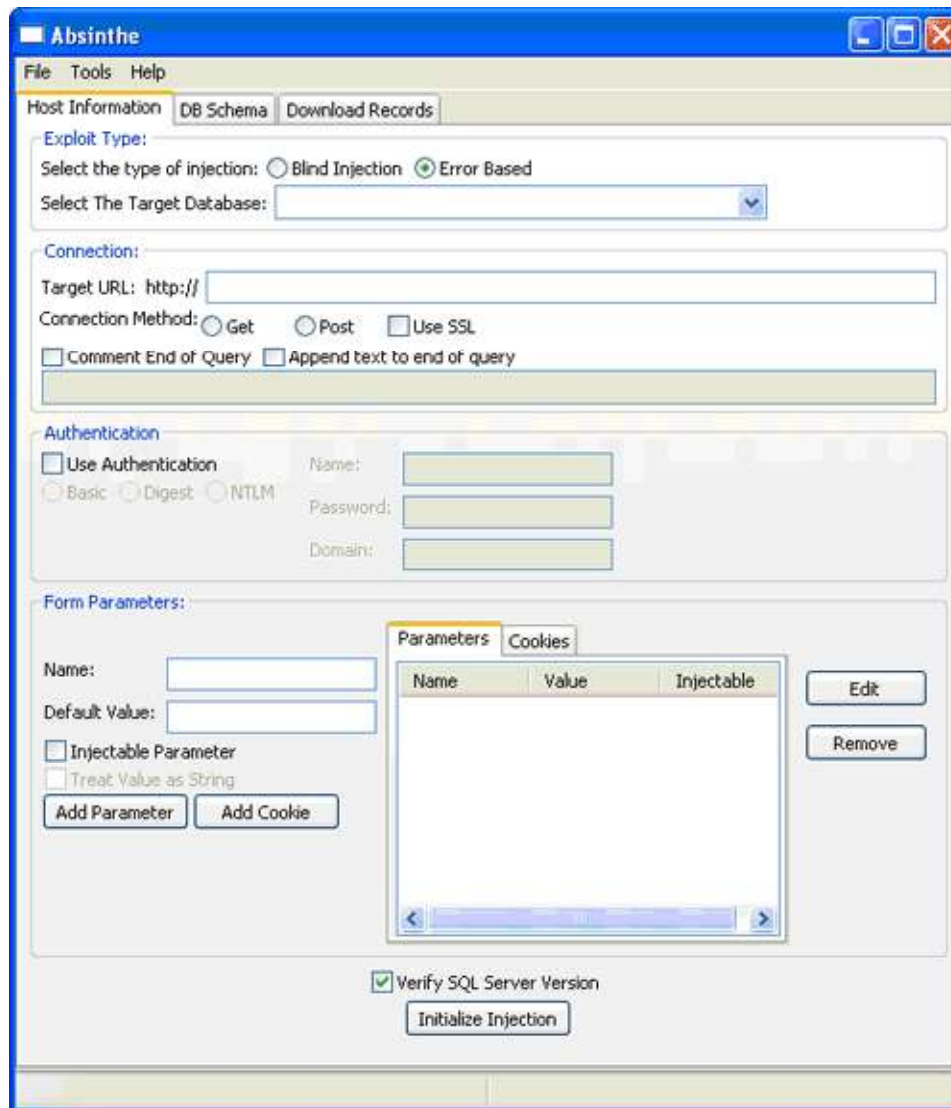 Absinthe
File Tools Help
Host Information DB Schema Download Records
Exploit Type:
Select the type of injection: Blind Injection Error Based
Select The Target Database:
Connection:
Target URL: http://
Connection Method: Get Post Use SSL
Comment End of Query Append text to end of query
Authentication
Use Authentication Name:
Basic Digest NTLM
Password:
Domain:
Form Parameters:
Parameters Cookies
Name: Name Value Injectable
Edit
Default Value:
Remove
Injectable Parameter
Treat Value as String
Add Parameter Add Cookie
Verify SQL Server Version
Initialize Injection